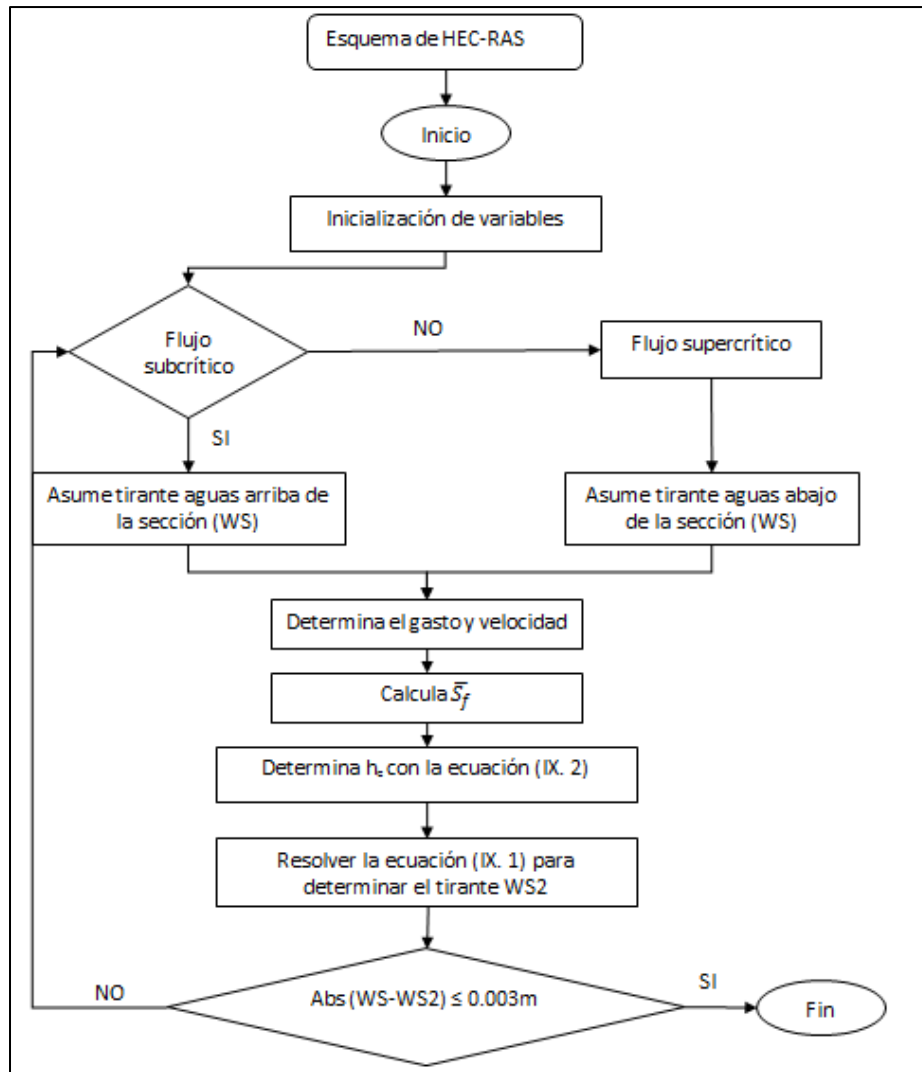 Esquema de HEC-RAS
Inicio
Inicialización de variables
Flujo
subcrítico
NO
Flujo supercrítico
SI
Asume tirante aguas arriba de
la sección (WS)
Asume tirante aguas abajo
de la sección (WS)
Determina el gasto y velocidad
Calcula S̅f
Determina hₑ con la ecuación (IX. 2)
Resolver la ecuación (IX. 1) para
determinar el tirante WS2
Abs (WS-WS2) ≤ 0.003m
NO
SI
Fin